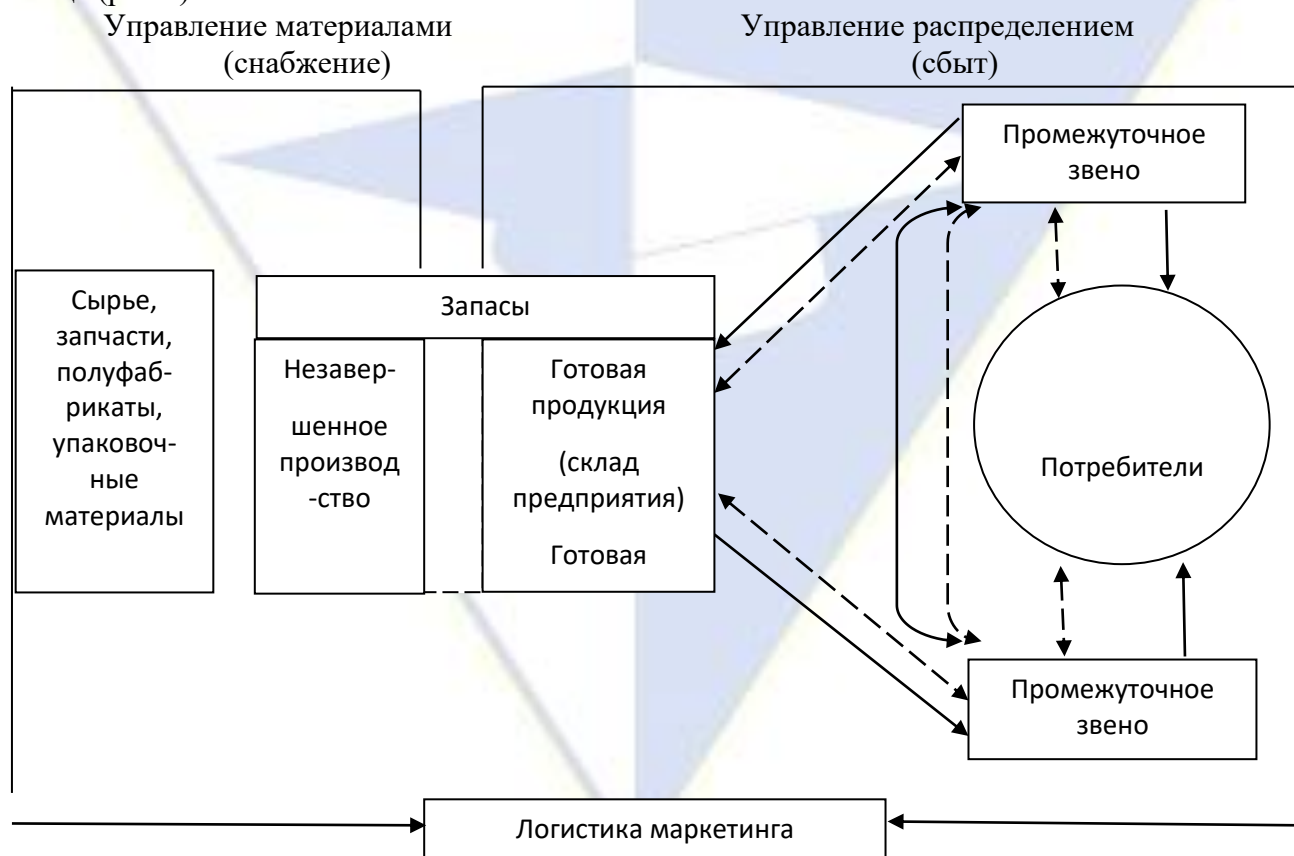 Управление материалами
(снабжение)
Управление распределением
(сбыт)
Промежуточное
звено
Сырье,
запчасти,
полуфаб-
рикаты,
упаковоч-
ные
материалы
Запасы
Незавер-
шенное
производ
-ство
Готовая
продукция
(склад
предприятия)
Готовая
Потребители
Промежуточное
звено
Логистика маркетинга